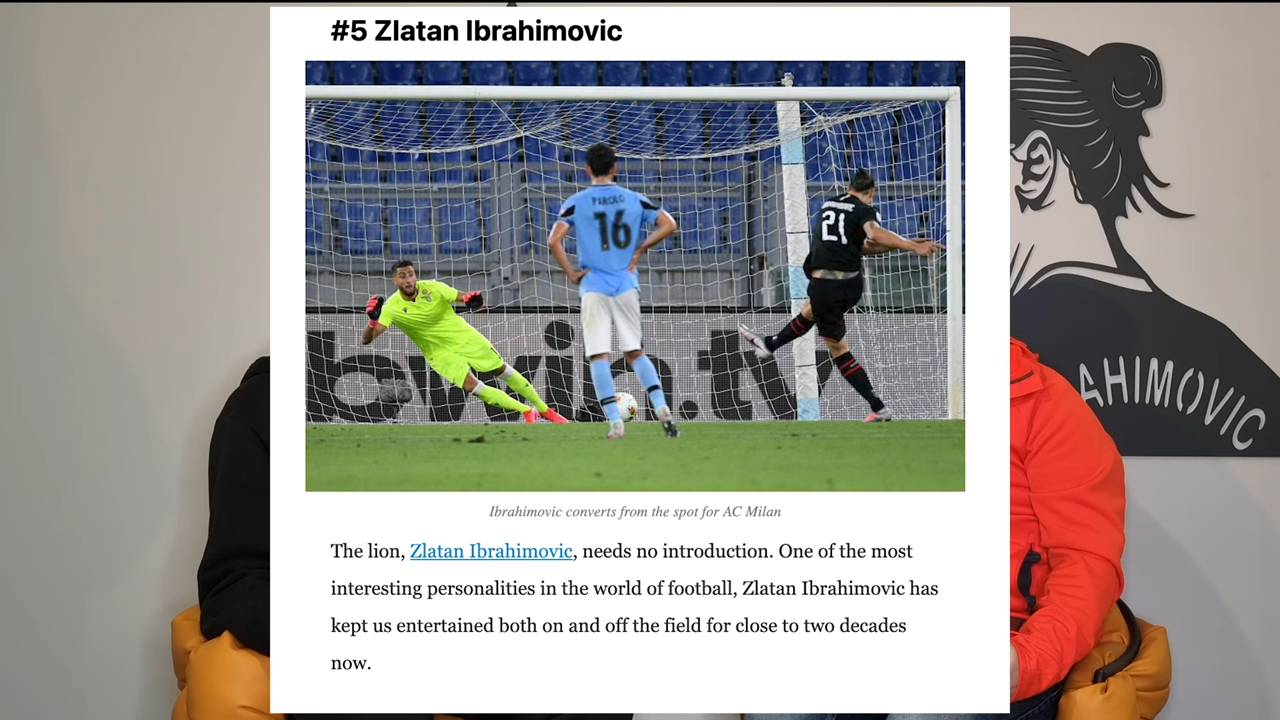 #5 Zlatan Ibrahimovic
PAROLO
16
21
bwin.tv
AHIMOVIC
Ibrahimovic converts from the spot for AC Milan
The lion, Zlatan Ibrahimovic, needs no introduction. One of the most
interesting personalities in the world of football, Zlatan Ibrahimovic has
kept us entertained both on and off the field for close to two decades
now.